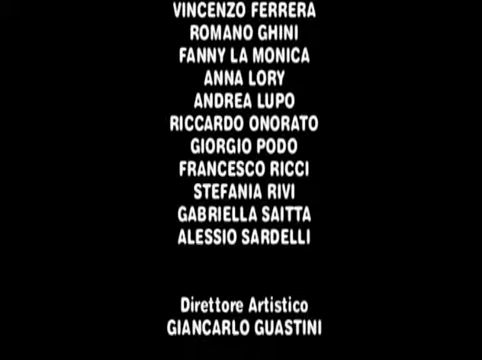 VINCENZO FERRERA
ROMANO GHINI
FANNY LA MONICA
ANNA LORY
ANDREA LUPO
RICCARDO ONORATO
GIORGIO PODO
FRANCESCO RICCI
STEFANIA RIVI
GABRIELLA SAITTA
ALESSIO SARDELLI
Direttore Artistico
GIANCARLO GUASTINI